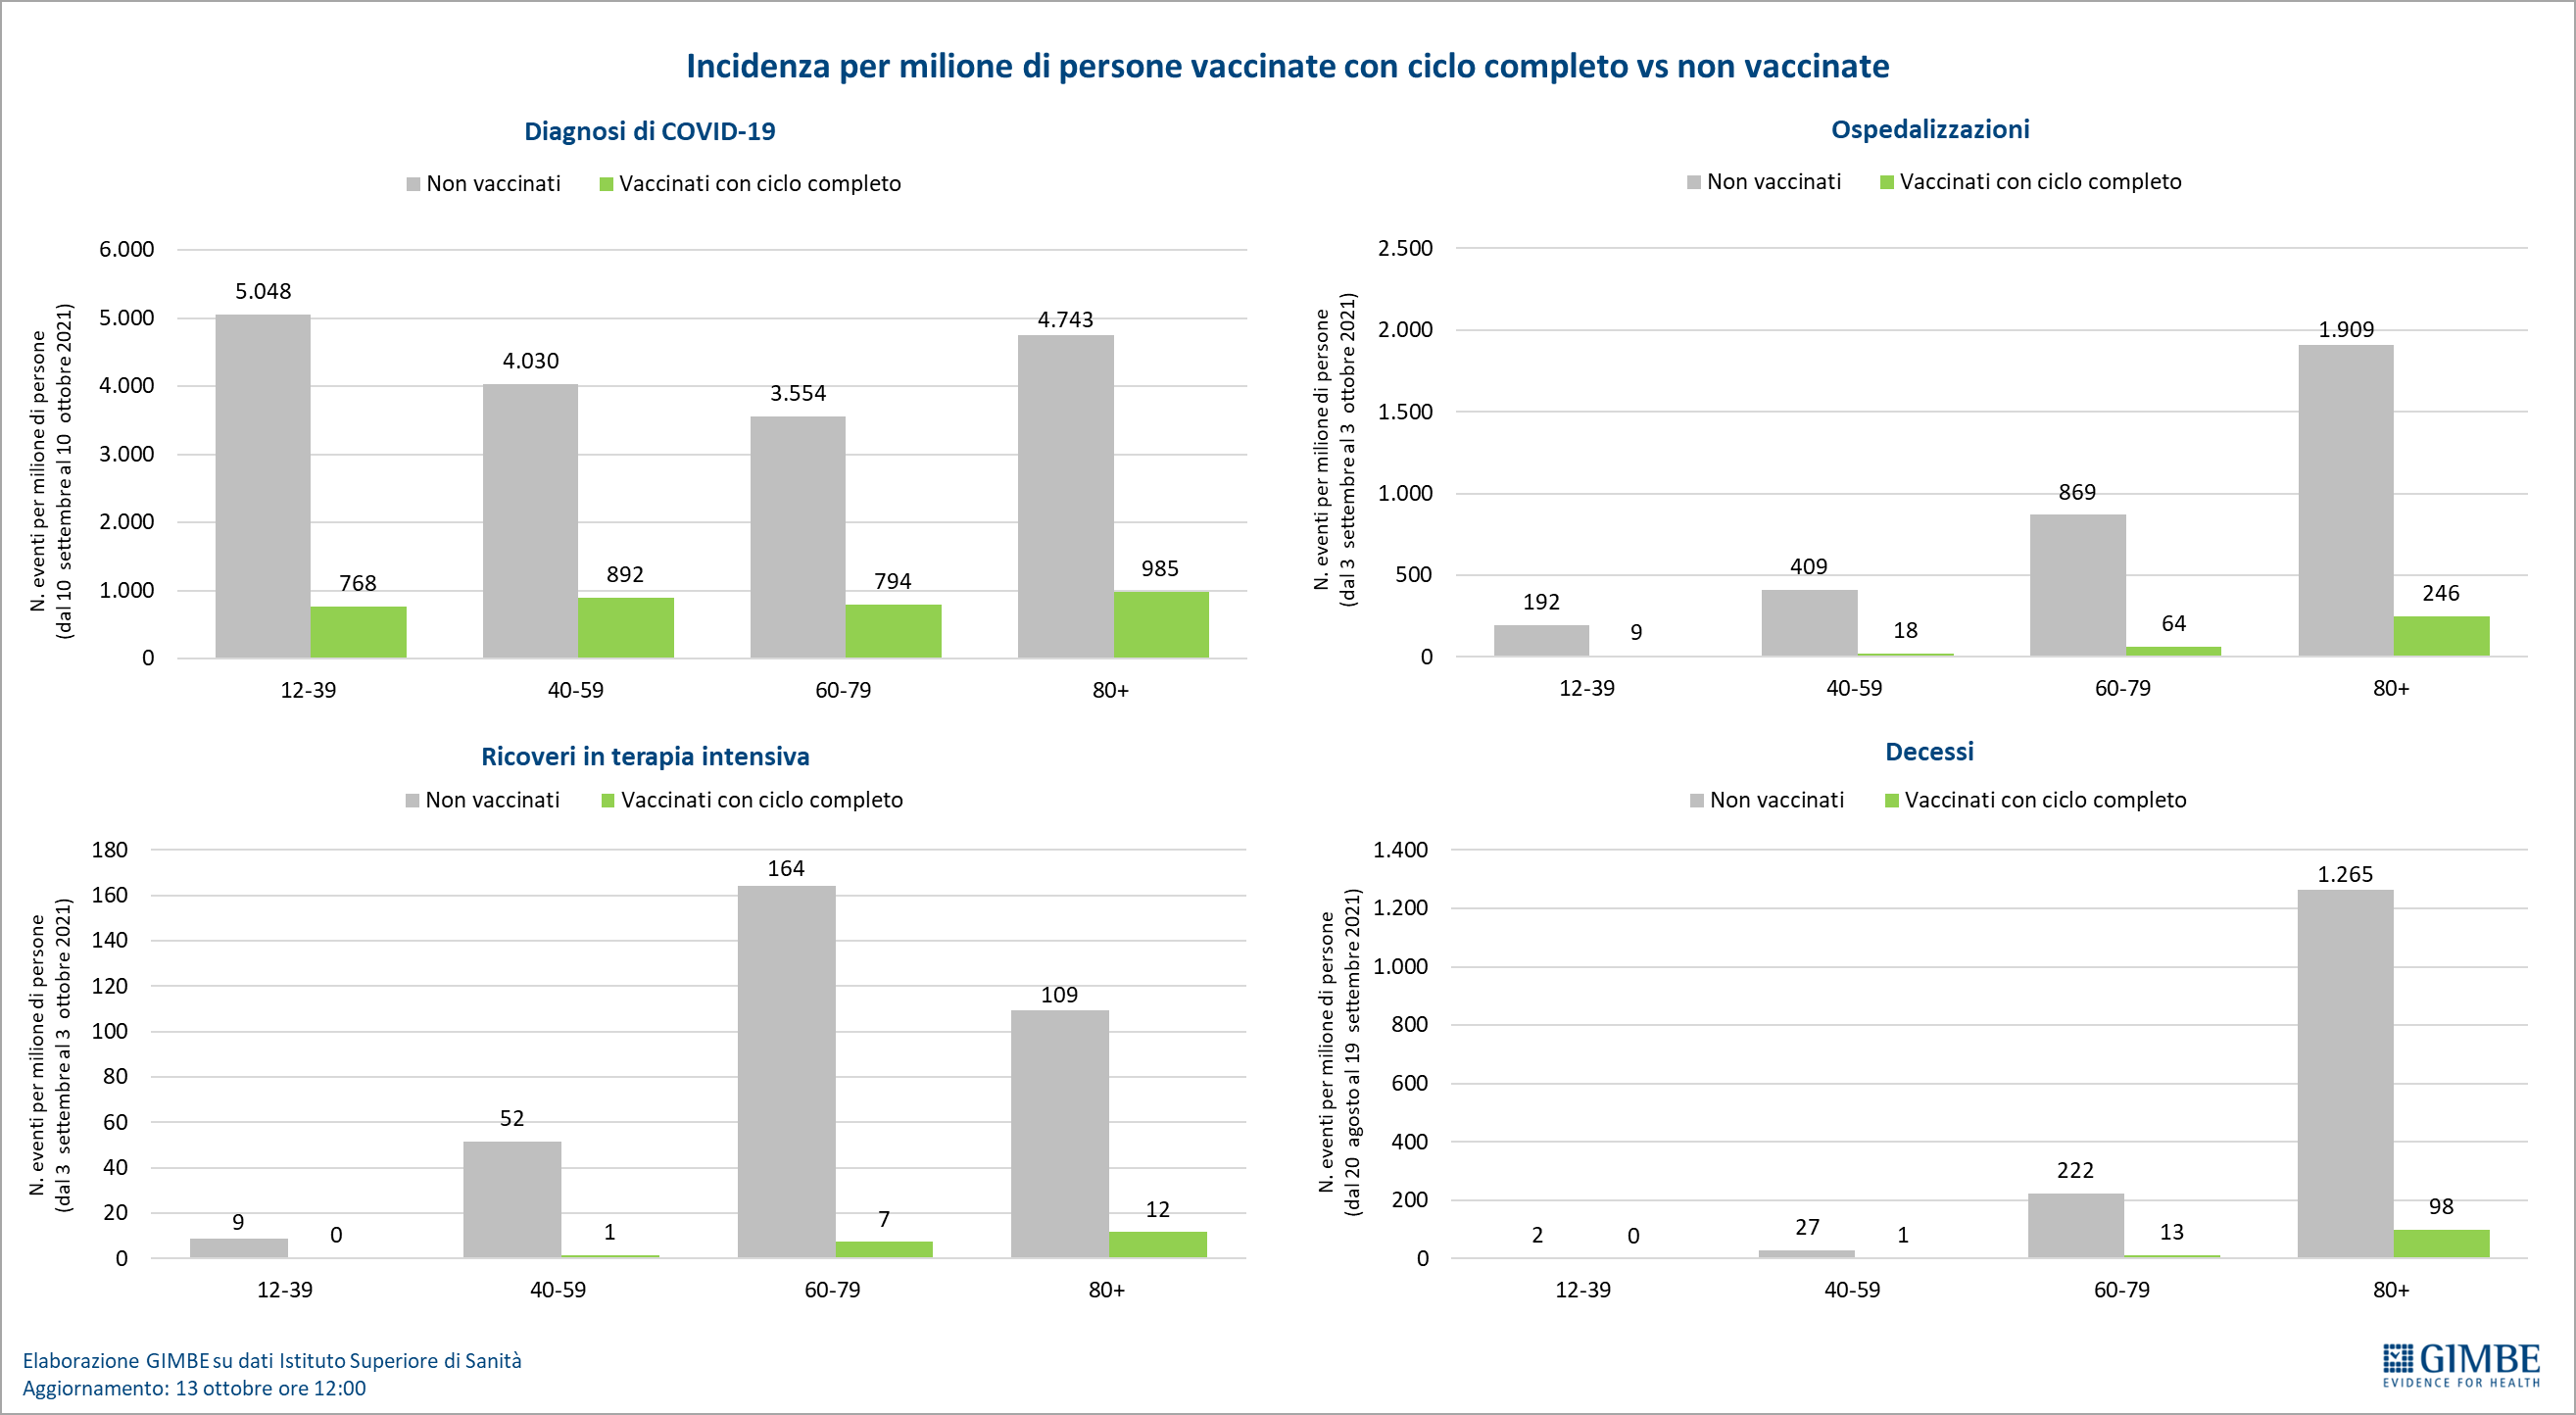 Incidenza per milione di persone vaccinate con ciclo completo vs non vaccinate
Diagnosi di COVID-19
Non vaccinati Vaccinati con ciclo completo
N. eventi per milione di persone
(dal 10 settembre al 10 ottobre 2021)
6.000
5.000
4.000
3.000
2.000
1.000
0
5.048
768
4.030
892
3.554
794
4.743
985
12-39 40-59 60-79 80+
Ospedalizzazioni
Non vaccinati Vaccinati con ciclo completo
N. eventi per milione di persone
(dal 3 settembre al 3 ottobre 2021)
2.500
2.000
1.500
1.000
500
0
192
9
409
18
869
64
1.909
246
12-39 40-59 60-79 80+
Ricoveri in terapia intensiva
Non vaccinati Vaccinati con ciclo completo
N. eventi per milione di persone
(dal 3 settembre al 3 ottobre 2021)
180
160
140
120
100
80
60
40
20
0
9
0
52
1
164
7
109
12
12-39 40-59 60-79 80+
Decessi
Non vaccinati Vaccinati con ciclo completo
N. eventi per milione di persone
(dal 20 agosto al 19 settembre 2021)
1.400
1.200
1.000
800
600
400
200
0
2
0
27
1
222
13
1.265
98
12-39 40-59 60-79 80+
Elaborazione GIMBE su dati Istituto Superiore di Sanità
Aggiornamento: 13 ottobre ore 12:00
GIMBE
EVIDENCE FOR HEALTH